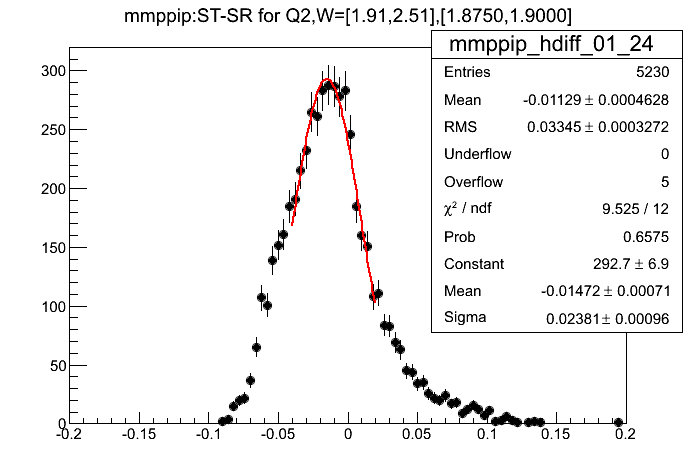 mmppip:ST-SR for Q2,W=[1.91,2.51],[1.8750,1.9000]
mmppip_hdiff_01_24
Entries 5230
Mean -0.01129 ± 0.0004628
RMS 0.03345 ± 0.0003272
Underflow 0
Overflow 5
χ² / ndf 9.525 / 12
Prob 0.6575
Constant 292.7 ± 6.9
Mean -0.01472 ± 0.00071
Sigma 0.02381 ± 0.00096
300
250
200
150
100
50
0
-0.2 -0.15 -0.1 -0.05 0 0.05 0.1 0.15 0.2